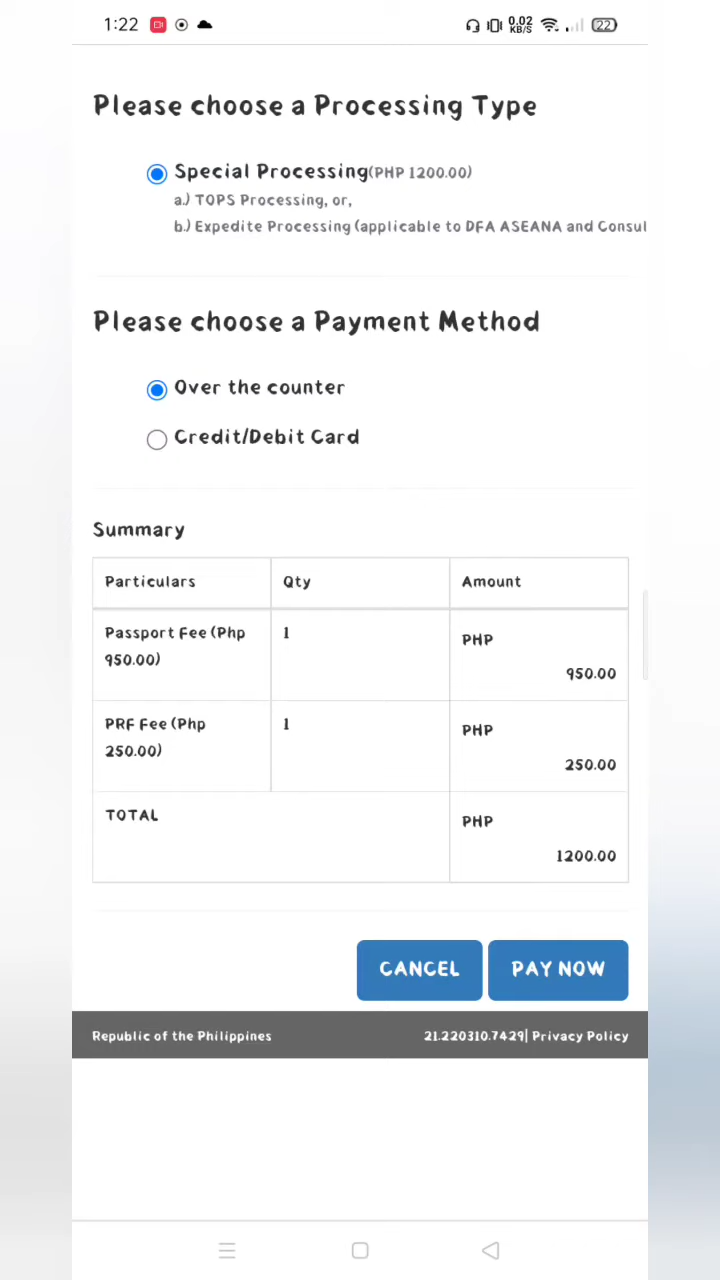 1:22 0.02 KB/S 22
Please choose a Processing Type
Special Processing(PHP 1200.00)
a.) TOPS Processing, or,
b.) Expedite Processing (applicable to DFA ASEANA and Consul
Please choose a Payment Method
Over the counter
Credit/Debit Card
Summary
Particulars Qty Amount
Passport Fee (Php 950.00) 1 PHP 950.00
PRF Fee (Php 250.00) 1 PHP 250.00
TOTAL PHP 1200.00
CANCEL PAY NOW
Republic of the Philippines 21.220310.7429| Privacy Policy